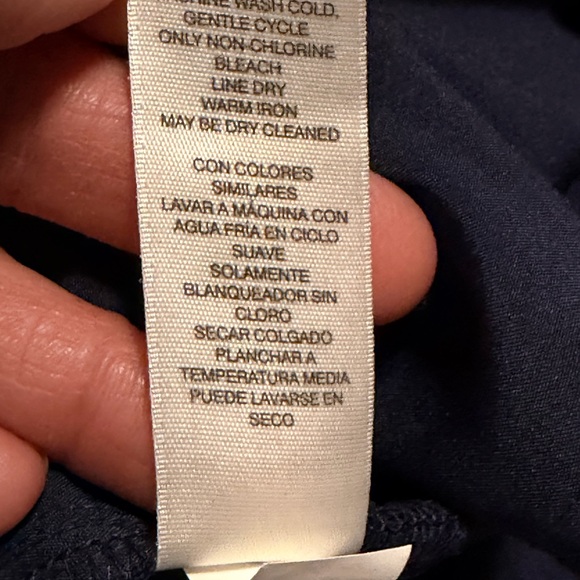 WASH COLD,
GENTLE CYCLE
ONLY NON-CHLORINE
BLEACH
LINE DRY
WARM IRON
MAY BE DRY CLEANED
CON COLORES
SIMILARES
LAVAR A MÁQUINA CON
AGUA FRÍA EN CICLO
SUAVE
SOLAMENTE
BLANQUEADOR SIN
CLORO
SECAR COLGADO
PLANCHAR A
TEMPERATURA MEDIA
PUEDE LAVARSE EN
SECO